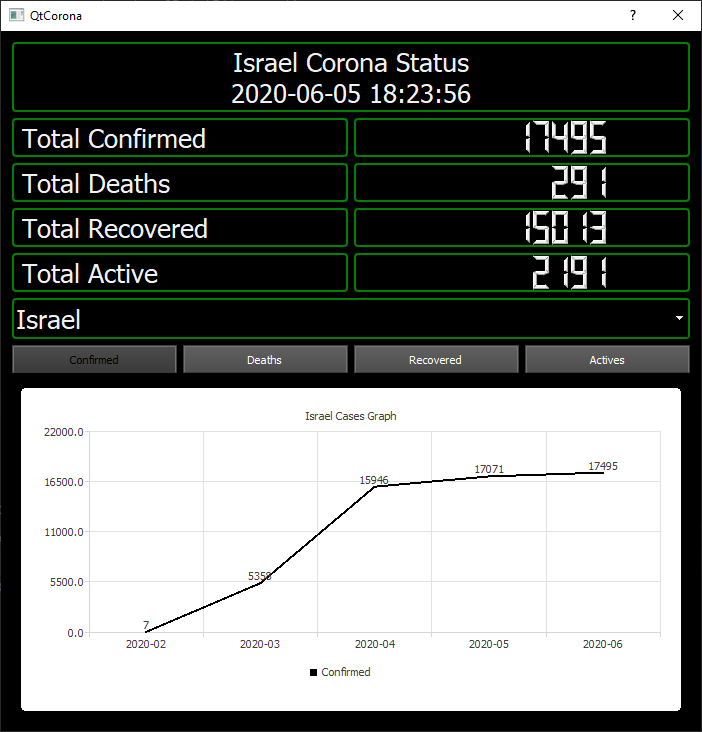 QtCorona
?
Israel Corona Status
2020-06-05 18:23:56
Total Confirmed 17495
Total Deaths 291
Total Recovered 15013
Total Active 2191
Israel
Confirmed Deaths Recovered Actives
Israel Cases Graph
22000.0
16500.0
11000.0
5500.0
0.0
7 5358 15946 17071 17495
2020-02 2020-03 2020-04 2020-05 2020-06
Confirmed